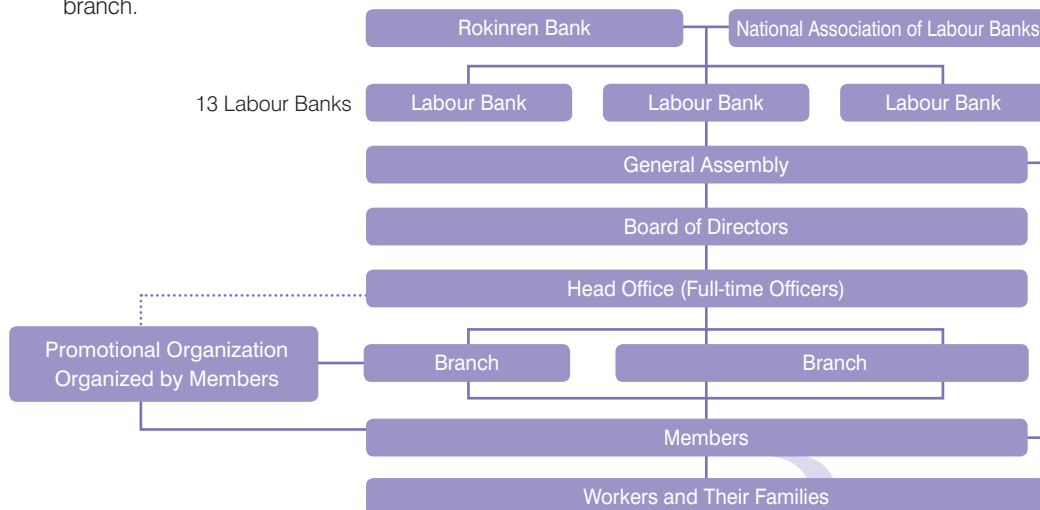 branch.
Rokinren Bank
National Association of Labour Banks
13 Labour Banks
Labour Bank
Labour Bank
Labour Bank
General Assembly
Board of Directors
Head Office (Full-time Officers)
Promotional Organization
Organized by Members
Branch
Branch
Members
Workers and Their Families